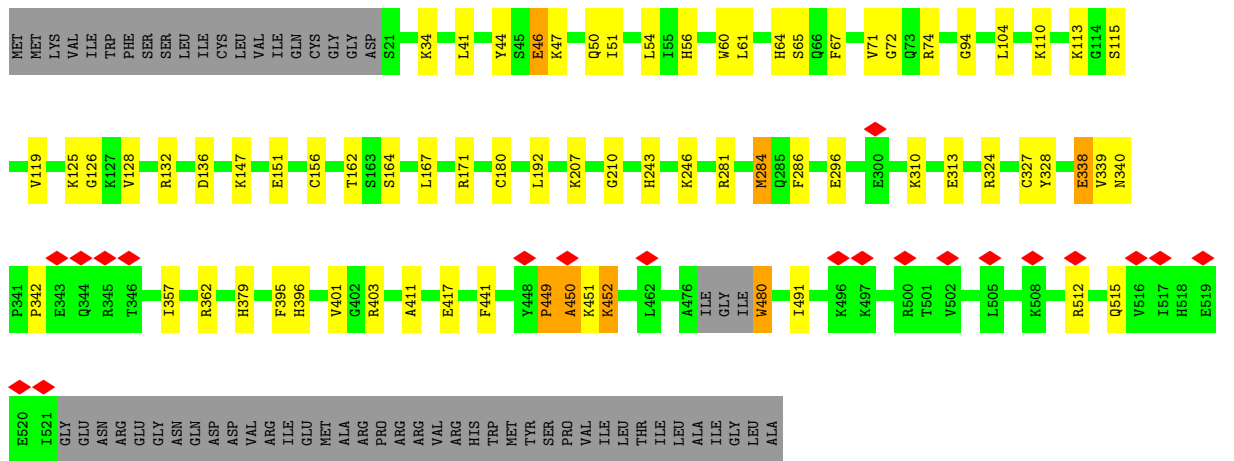 MET MET LYS VAL ILE TRP PHE SER SER LEU ILE CYS LEU VAL ILE GLN CYS GLY GLY ASP S21 K34 L41 Y44 S45 E46 K47 Q50 I51 L54 I55 H56 W60 L61 H64 S65 Q66 F67 V71 G72 Q73 R74 G94 L104 K110 K113 G114 S115
V119 K125 G126 K127 V128 R132 D136 K147 E151 C156 T162 S163 S164 L167 R171 C180 L192 K207 G210 H243 K246 R281 M284 Q285 F286 E296 E300 K310 E313 R324 C327 Y328 E338 V339 N340
P341 P342 E343 Q344 R345 T346 I357 R362 H379 F395 H396 V401 G402 R403 A411 E417 F441 Y448 P449 A450 K451 K452 L462 A476 ILE GLY ILE W480 I491 K496 K497 R500 T501 V502 L505 K508 R512 Q515 V516 I517 H518 E519
E520 I521 GLY GLU ASN ARG GLU GLY ASN GLN ASP ASP VAL ARG ILE GLU MET ALA ARG PRO ARG ARG VAL ARG HIS TRP MET TYR SER PRO VAL ILE LEU THR ILE LEU ALA ILE GLY LEU ALA